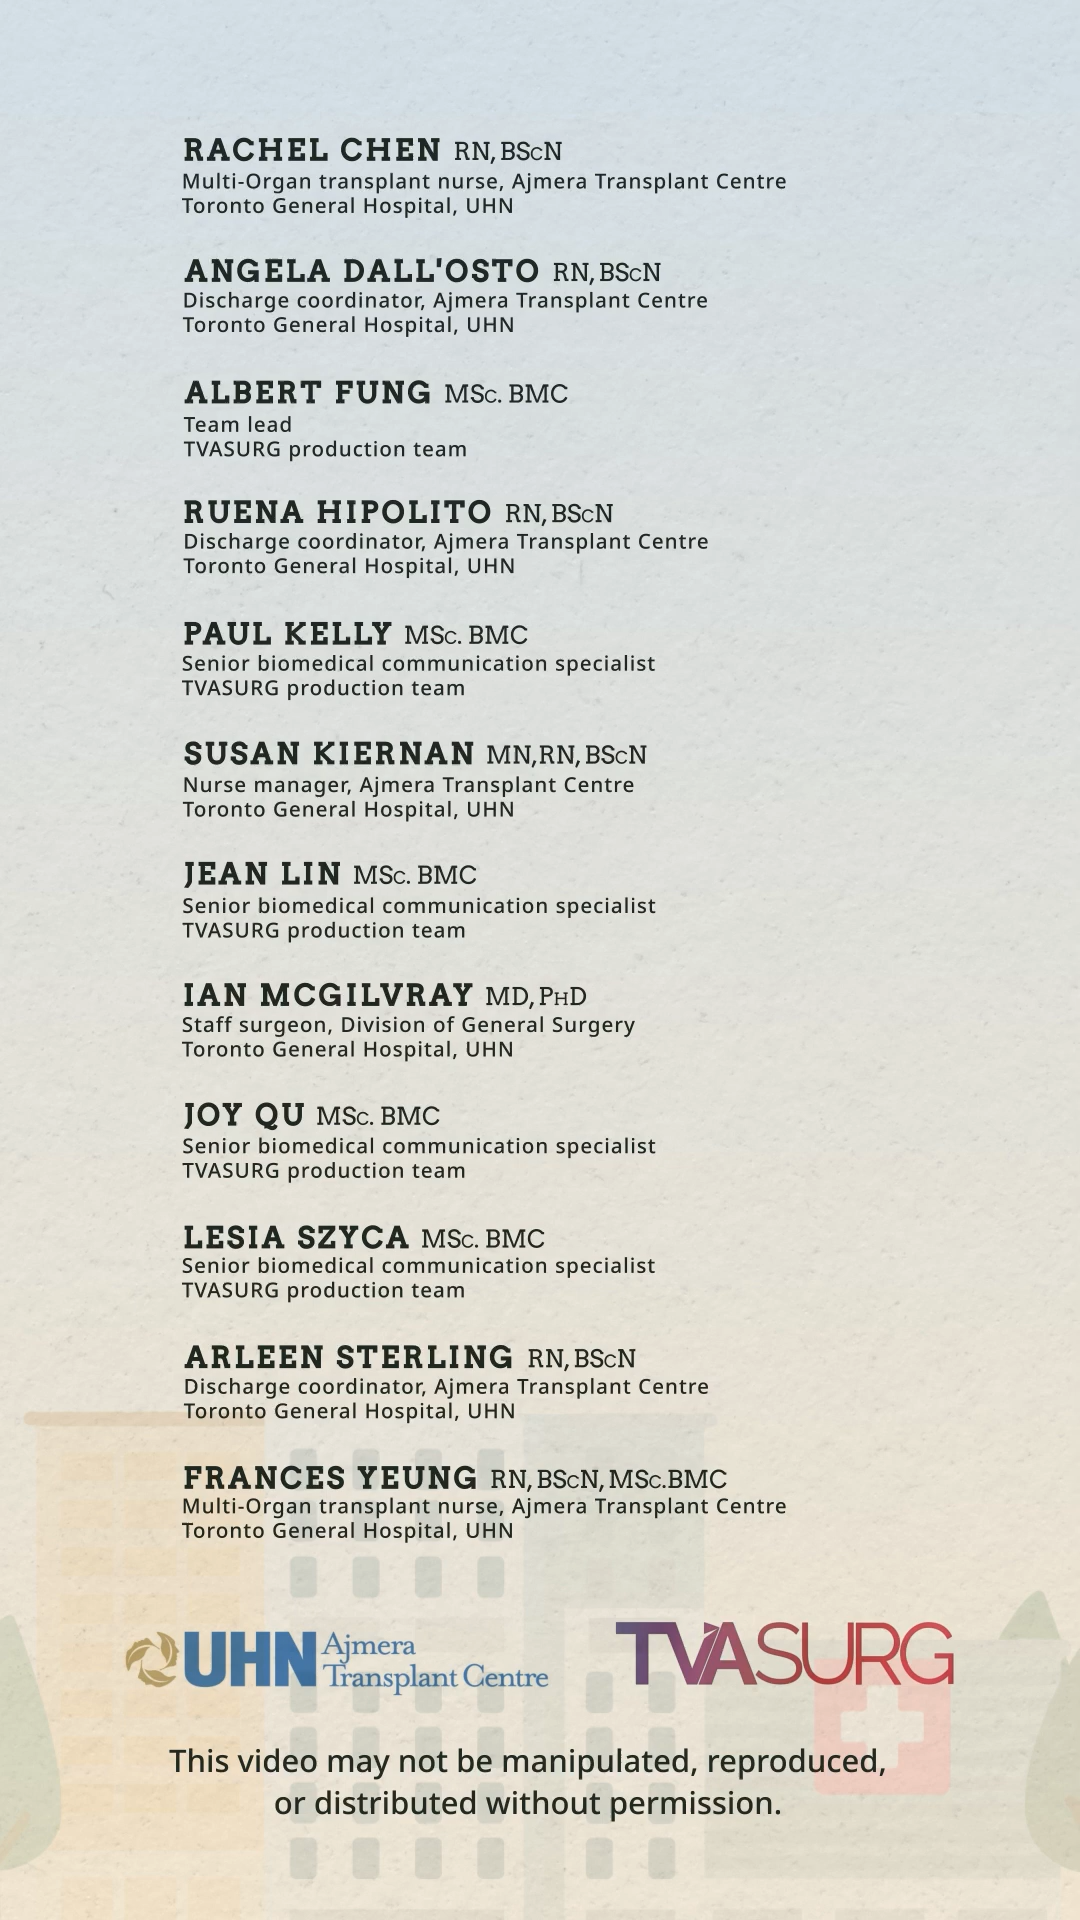 RACHEL CHEN RN, BScN
Multi-Organ transplant nurse, Ajmera Transplant Centre
Toronto General Hospital, UHN
ANGELA DALL'OSTO RN, BScN
Discharge coordinator, Ajmera Transplant Centre
Toronto General Hospital, UHN
ALBERT FUNG MSc. BMC
Team lead
TVASURG production team
RUENA HIPOLITO RN, BScN
Discharge coordinator, Ajmera Transplant Centre
Toronto General Hospital, UHN
PAUL KELLY MSc. BMC
Senior biomedical communication specialist
TVASURG production team
SUSAN KIERNAN MN, RN, BScN
Nurse manager, Ajmera Transplant Centre
Toronto General Hospital, UHN
JEAN LIN MSc. BMC
Senior biomedical communication specialist
TVASURG production team
IAN MCGILVRAY MD, PhD
Staff surgeon, Division of General Surgery
Toronto General Hospital, UHN
JOY QU MSc. BMC
Senior biomedical communication specialist
TVASURG production team
LESIA SZYCA MSc. BMC
Senior biomedical communication specialist
TVASURG production team
ARLEEN STERLING RN, BScN
Discharge coordinator, Ajmera Transplant Centre
Toronto General Hospital, UHN
FRANCES YEUNG RN, BScN, MSc.BMC
Multi-Organ transplant nurse, Ajmera Transplant Centre
Toronto General Hospital, UHN
UHN Ajmera
Transplant Centre
TVASURG
This video may not be manipulated, reproduced,
or distributed without permission.